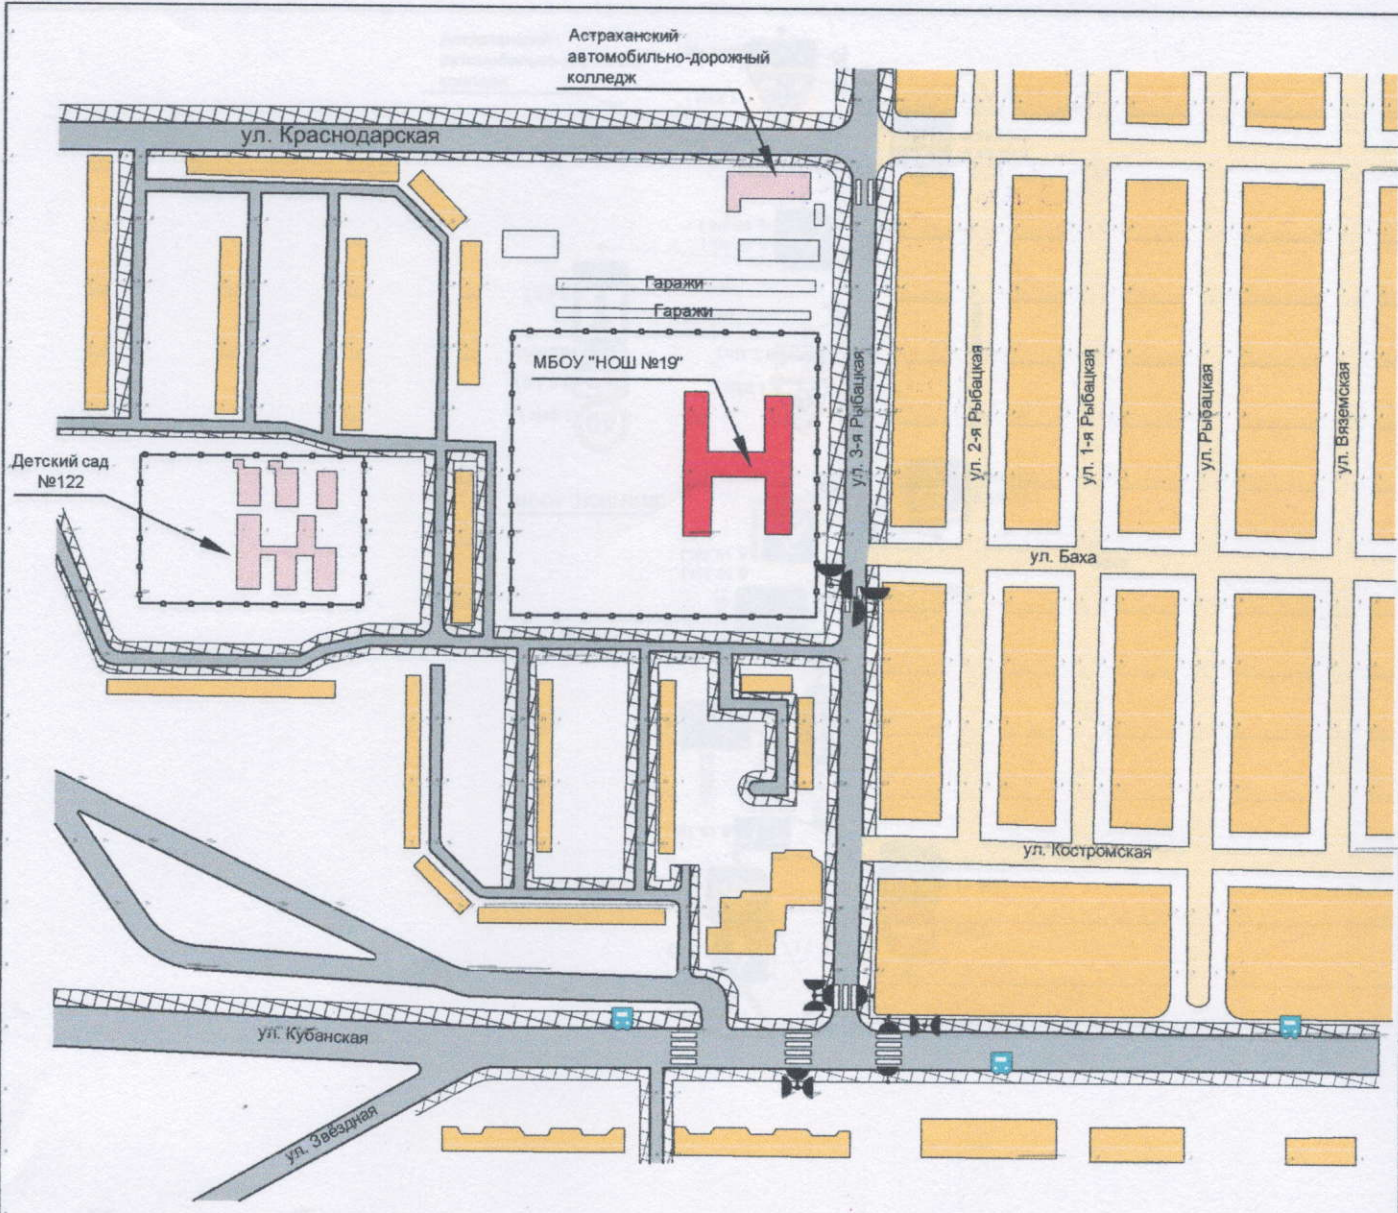 Астраханский
автомобильно-дорожный
колледж
ул. Краснодарская
Гаражи
Гаражи
МБОУ "НОШ №19"
ул. 3-я Рыбацкая
ул. 2-я Рыбацкая
ул. 1-я Рыбацкая
ул. Рыбацкая
ул. Вяземская
Детский сад
№122
ул. Баха
ул. Костромская
ул. Кубанская
ул. Звёздная